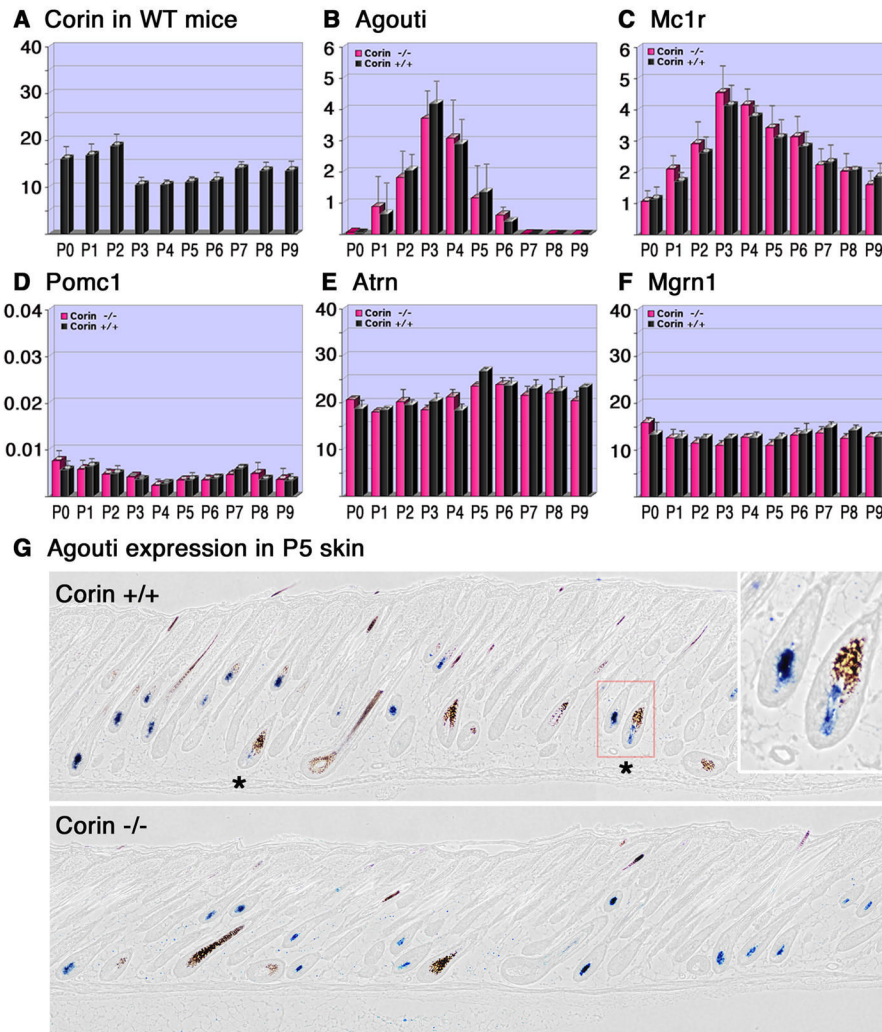 A Corin in WT mice
40
30
20
10
P0 P1 P2 P3 P4 P5 P6 P7 P8 P9
B Agouti
Corin -/-
Corin +/+
6
5
4
3
2
1
P0 P1 P2 P3 P4 P5 P6 P7 P8 P9
C Mc1r
Corin -/-
Corin +/+
6
5
4
3
2
1
P0 P1 P2 P3 P4 P5 P6 P7 P8 P9
D Pomc1
Corin -/-
Corin +/+
0.04
0.03
0.02
0.01
P0 P1 P2 P3 P4 P5 P6 P7 P8 P9
E Atrn
Corin -/-
Corin +/+
40
30
20
10
P0 P1 P2 P3 P4 P5 P6 P7 P8 P9
F Mgrn1
Corin -/-
Corin +/+
40
30
20
10
P0 P1 P2 P3 P4 P5 P6 P7 P8 P9
G Agouti expression in P5 skin
Corin +/+
*
*
Corin -/-